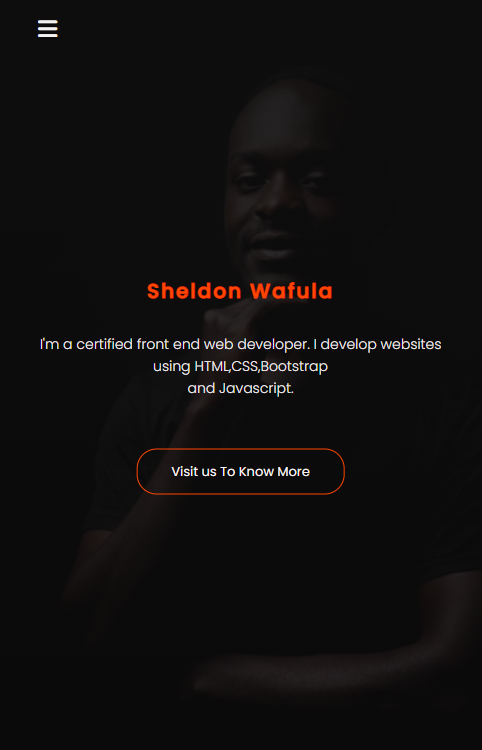 Sheldon Wafula
I'm a certified front end web developer. I develop websites
using HTML,CSS,Bootstrap
and Javascript.
Visit us To Know More